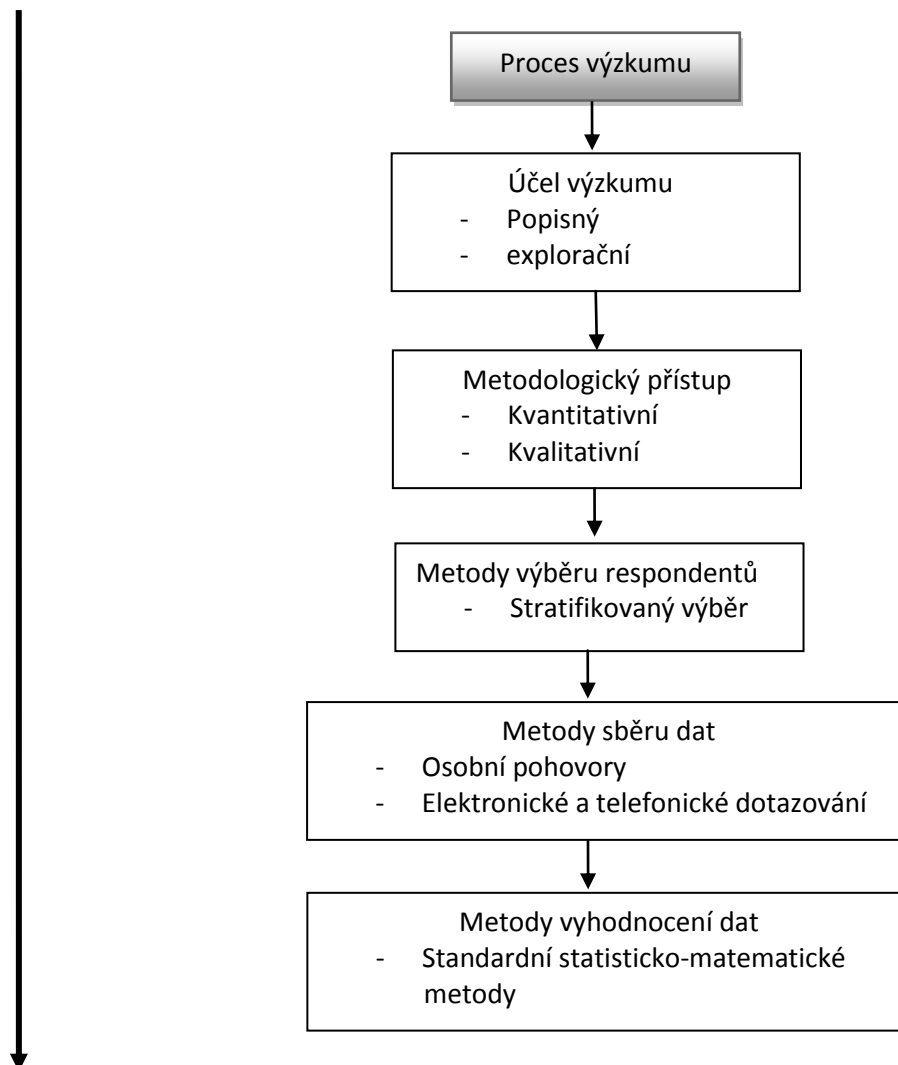 Proces výzkumu
Účel výzkumu
- Popisný
- explorační
Metodologický přístup
- Kvantitativní
- Kvalitativní
Metody výběru respondentů
- Stratifikovaný výběr
Metody sběru dat
- Osobní pohovory
- Elektronické a telefonické dotazování
Metody vyhodnocení dat
- Standardní statisticko-matematické
metody